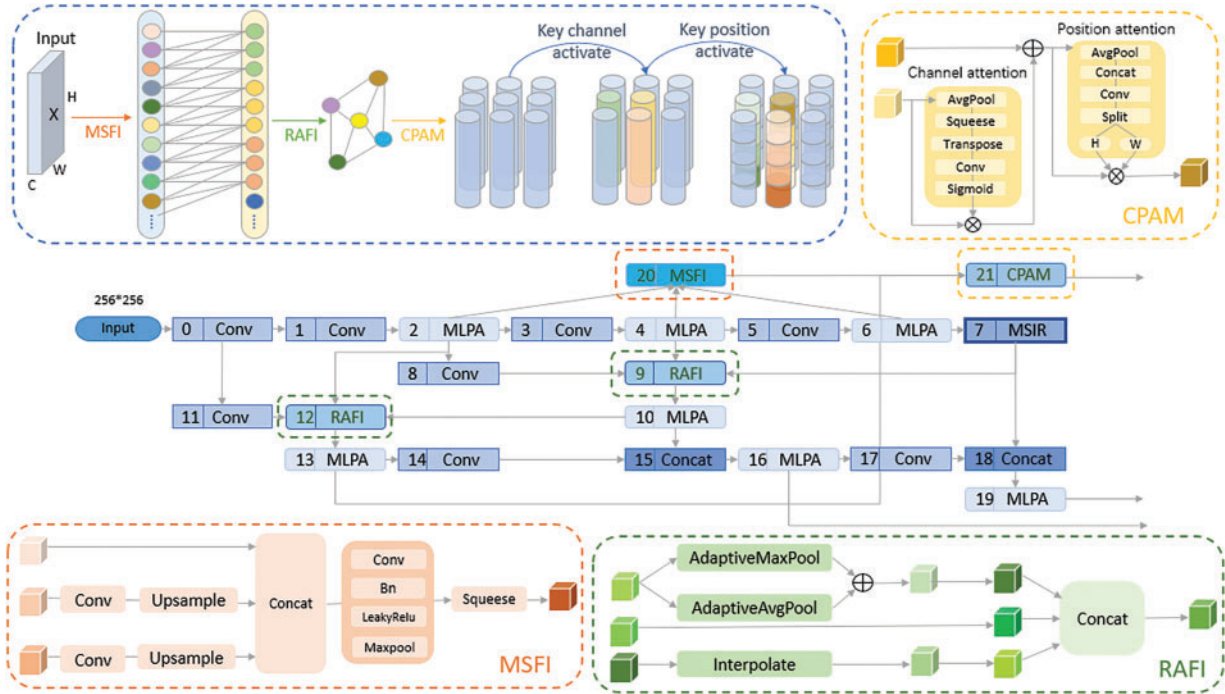 Input
X
H
W
C
MSFI
RAFI
CPAM
Key channel
activate
Key position
activate
Position attention
AvgPool
Concat
Conv
Split
H
W
Channel attention
AvgPool
Squeese
Transpose
Conv
Sigmoid
CPAM
20 MSFI
21 CPAM
256*256
Input
0 Conv
1 Conv
2 MLPA
3 Conv
4 MLPA
5 Conv
6 MLPA
7 MSIR
8 Conv
9 RAFI
11 Conv
12 RAFI
10 MLPA
13 MLPA
14 Conv
15 Concat
16 MLPA
17 Conv
18 Concat
19 MLPA
Conv
Upsample
Conv
Upsample
Concat
Conv
Bn
LeakyRelu
Maxpool
Squeese
MSFI
AdaptiveMaxPool
AdaptiveAvgPool
Interpolate
Concat
RAFI